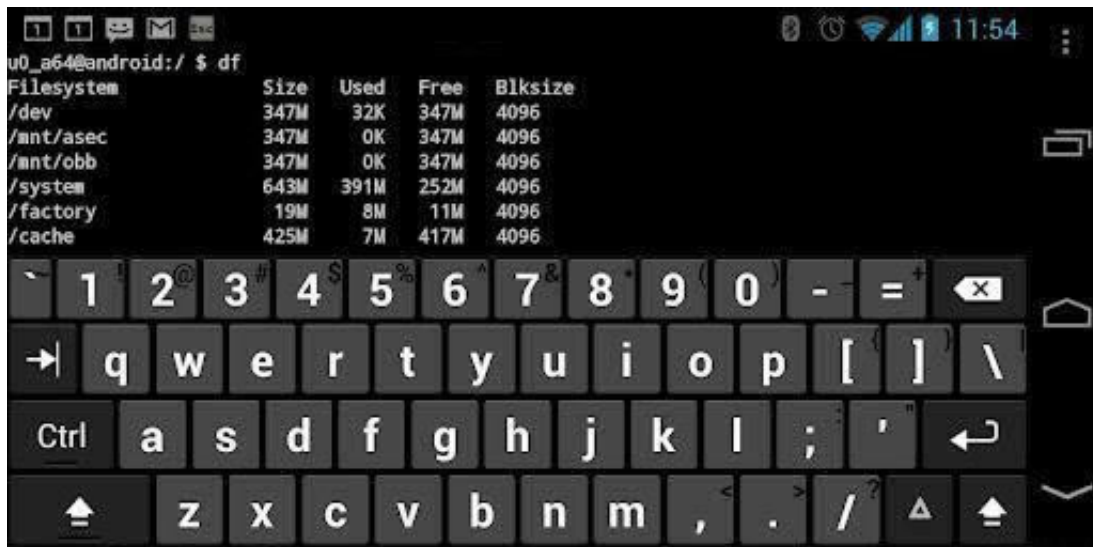 1 1 11:54
u0_a64@android:/ $ df
Filesystem Size Used Free Blksize
/dev 347M 32K 347M 4096
/mnt/asec 347M 0K 347M 4096
/mnt/obb 347M 0K 347M 4096
/system 643M 391M 252M 4096
/factory 19M 8M 11M 4096
/cache 425M 7M 417M 4096
` ~ 1 ! 2 @ 3 # 4 $ 5 % 6 ^ 7 & 8 * 9 ( 0 ) - _ = +
q w e r t y u i o p [ { ] } \ |
Ctrl a s d f g h j k l ; : ' "
z x c v b n m , < . > / ?